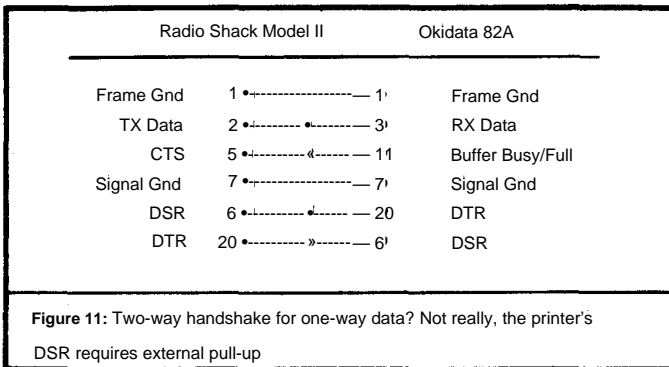 Radio Shack Model II Okidata 82A
Frame Gnd 1 •------------------— 1 Frame Gnd
TX Data 2 •--------- •------— 3 RX Data
CTS 5 •---------- «------— 11 Buffer Busy/Full
Signal Gnd 7 •------------------— 7 Signal Gnd
DSR 6 •---------- •------ — 20 DTR
DTR 20 •---------- »------— 6 DSR
Figure 11: Two-way handshake for one-way data? Not really, the printer's
DSR requires external pull-up